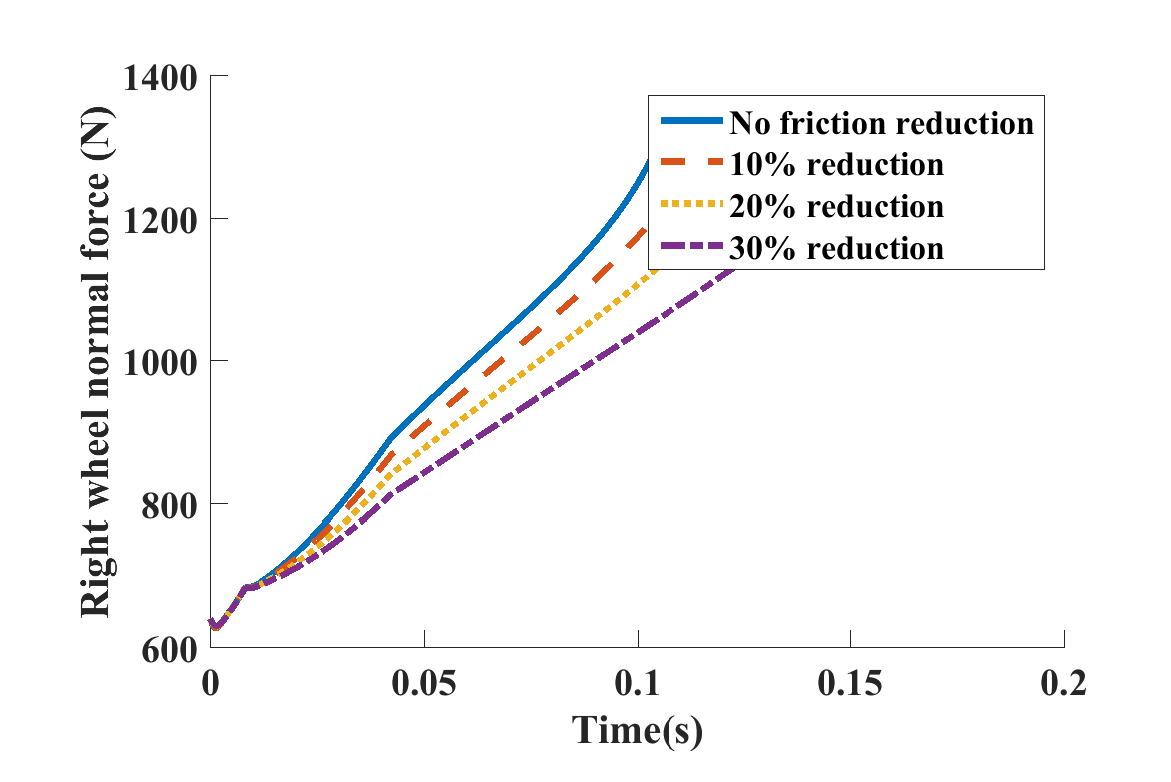 Right wheel normal force (N)
1400
1200
1000
800
600
No friction reduction
10% reduction
20% reduction
30% reduction
0
0.05
0.1
0.15
0.2
Time(s)